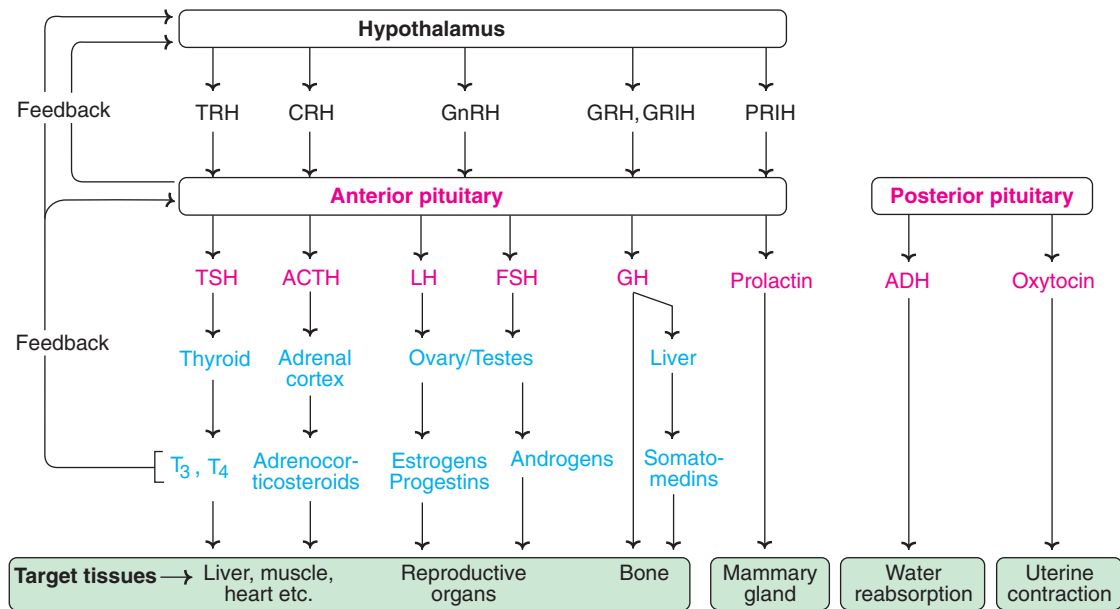 Hypothalamus
Feedback
TRH
CRH
GnRH
GRH, GRIH
PRIH
Anterior pituitary
Posterior pituitary
TSH
ACTH
LH
FSH
GH
Prolactin
ADH
Oxytocin
Feedback
Thyroid
Adrenal
cortex
Ovary/Testes
Liver
T3 , T4
Adrenocor-
ticosteroids
Estrogens
Progestins
Androgens
Somato-
medins
Target tissues
Liver, muscle,
heart etc.
Reproductive
organs
Bone
Mammary
gland
Water
reabsorption
Uterine
contraction